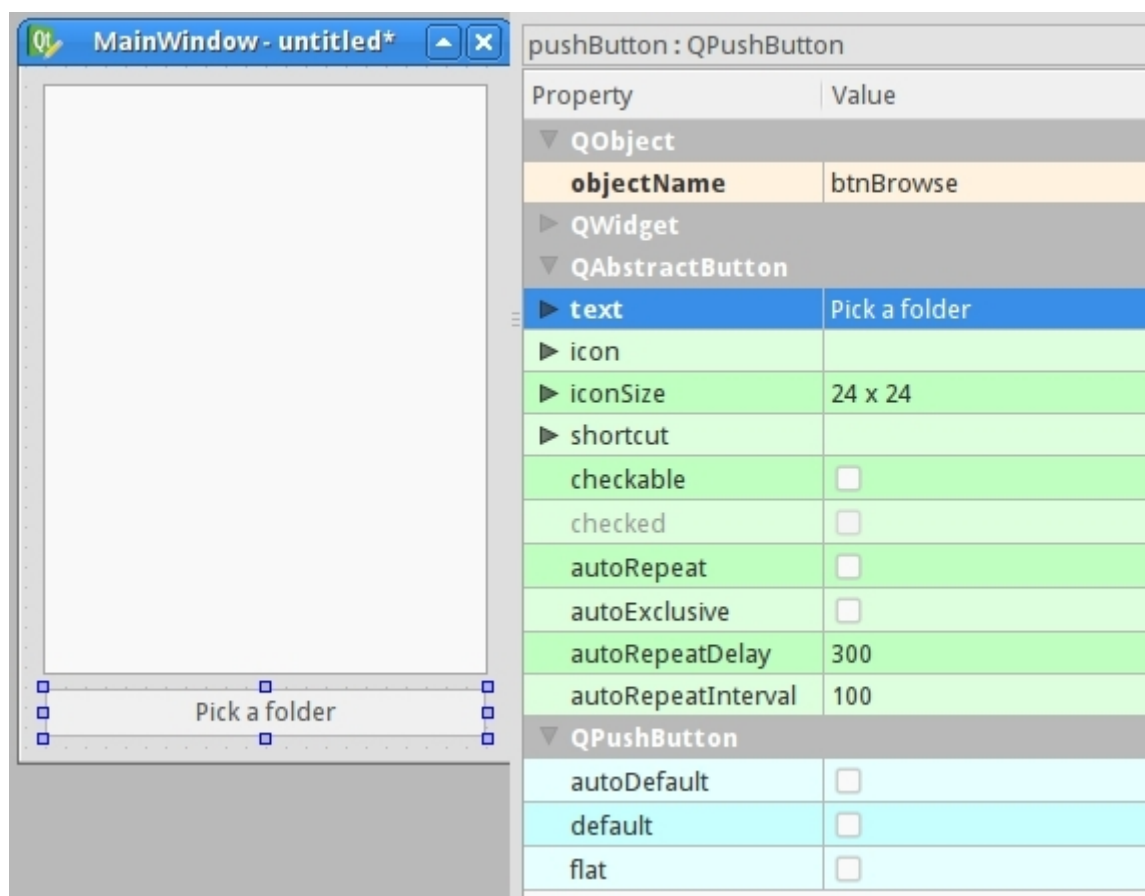 MainWindow - untitled*
Pick a folder
pushButton : QPushButton
Property Value
QObject
objectName btnBrowse
QWidget
QAbstractButton
text Pick a folder
icon
iconSize 24 x 24
shortcut
checkable
checked
autoRepeat
autoExclusive
autoRepeatDelay 300
autoRepeatInterval 100
QPushButton
autoDefault
default
flat